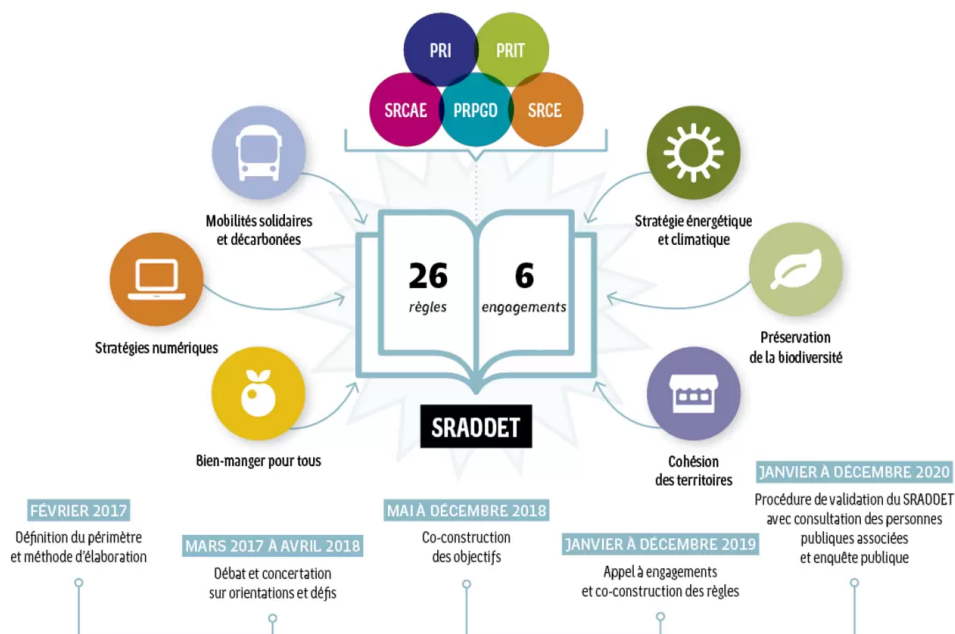 PRI
PRIT
SRCAE
PRPGD
SRCE
Mobilités solidaires
et décarbonées
Stratégie énergétique
et climatique
26
règles
6
engagements
Stratégies numériques
Préservation
de la biodiversité
Bien-manger pour tous
SRADDET
Cohésion
des territoires
FÉVRIER 2017
Définition du périmètre
et méthode d'élaboration
MARS 2017 À AVRIL 2018
Débat et concertation
sur orientations et défis
MAI À DÉCEMBRE 2018
Co-construction
des objectifs
JANVIER À DÉCEMBRE 2019
Appel à engagements
et co-construction des règles
JANVIER À DÉCEMBRE 2020
Procédure de validation du SRADDET
avec consultation des personnes
publiques associées
et enquête publique